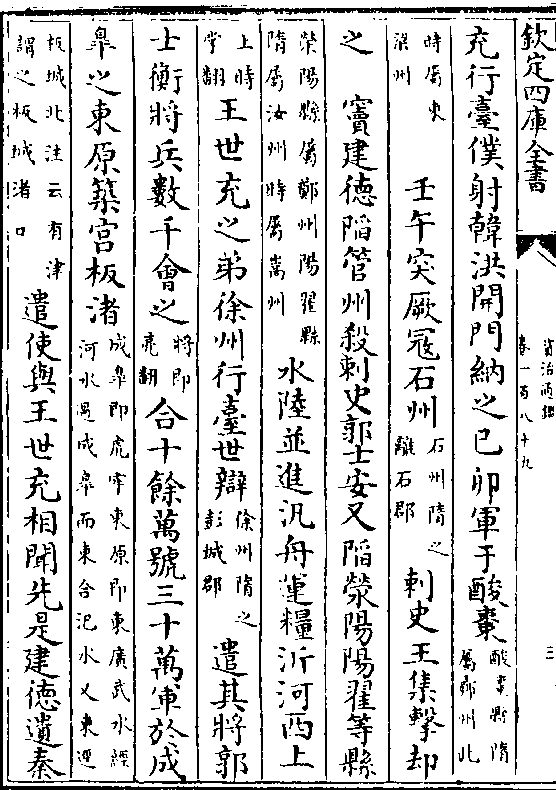 欽定四庫全書
資治通鑑
卷一百八十九
三
充行臺僕射韓洪開門納之己卯軍于酸棗酸棗縣隋屬鄭州此
時屬東梁州壬午突厥寇石州石州隋之離石郡刺史王集擊却
之竇建德陷管州殺刺史郭士安又陷滎陽陽翟等縣
滎陽縣屬鄭州陽翟縣隋屬汝州時屬嵩州水陸並進汎舟運糧泝河西上
上時掌翻王世充之弟徐州行臺世辯徐州隋之彭城郡遣其將郭
士衡將兵數千會之將即亮翻合十餘萬號三十萬軍於成
臯之東原築宫板渚成臯即虎牢東原即東廣武水經河水過成臯而東合汜水又東逕
板城北注云有津謂之板城渚口遣使與王世充相聞先是建德遺秦